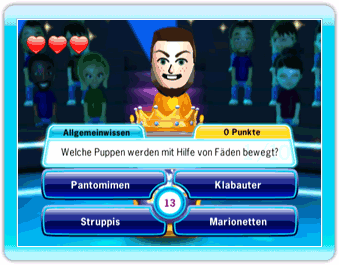 Allgemeinwissen
0 Punkte
Welche Puppen werden mit Hilfe von Fäden bewegt?
Pantomimen
Klabauter
13
Struppis
Marionetten